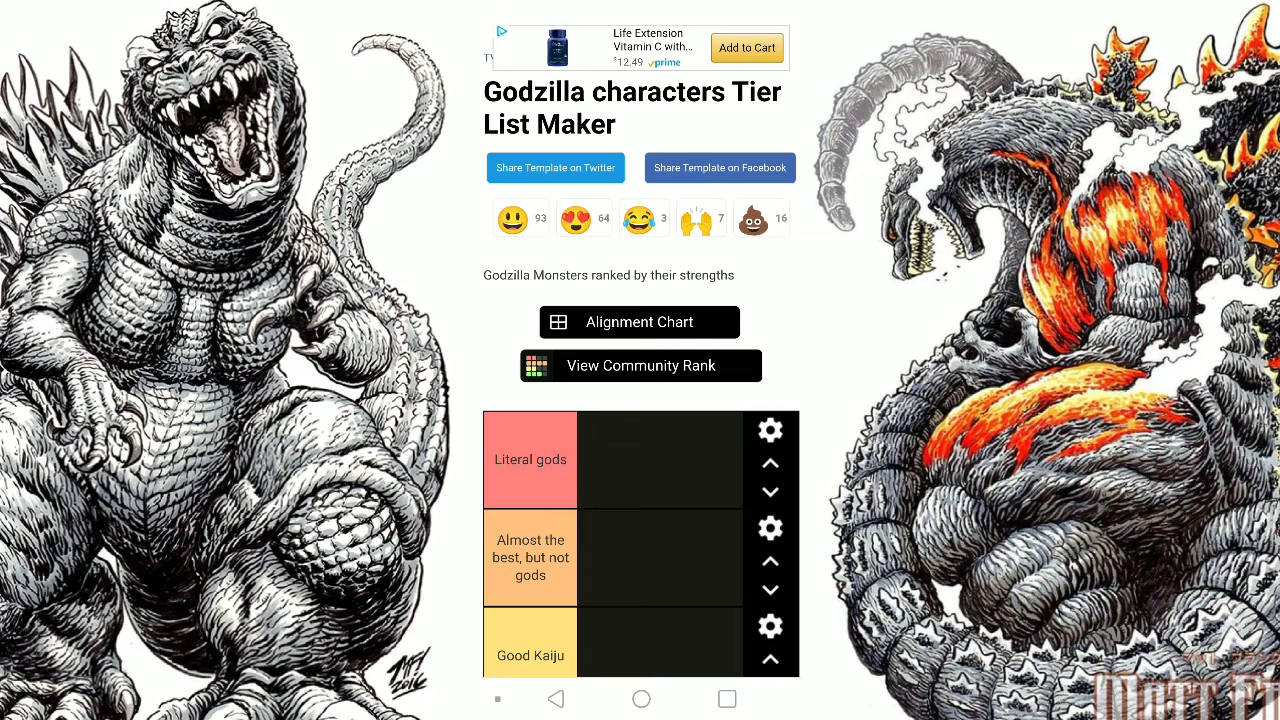 Life Extension
Vitamin C with...
$12.49 prime
Add to Cart
Godzilla characters Tier
List Maker
Share Template on Twitter
Share Template on Facebook
93
64
3
7
16
Godzilla Monsters ranked by their strengths
Alignment Chart
View Community Rank
Literal gods
Almost the
best, but not
gods
Good Kaiju
2016